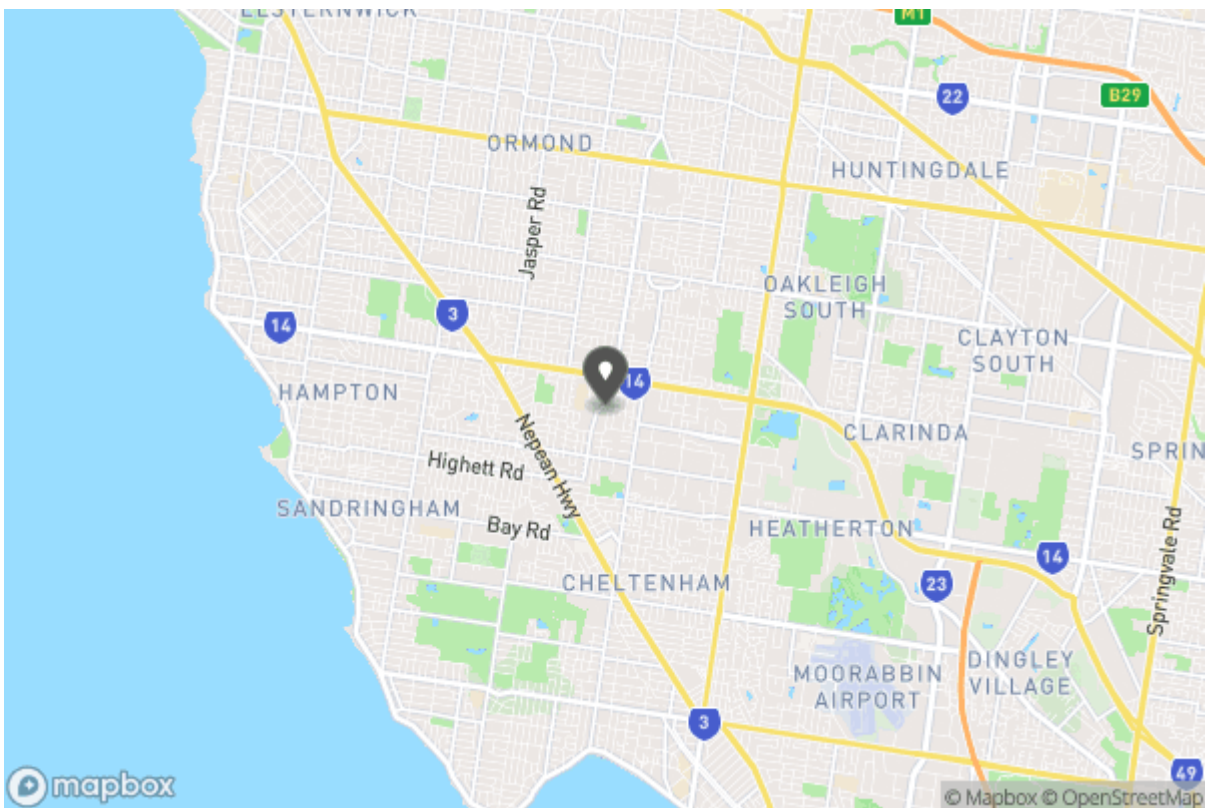 ELSTERNWICK
M1
22
B29
ORMOND
HUNTINGDALE
Jasper Rd
OAKLEIGH
SOUTH
3
14
CLAYTON
SOUTH
14
HAMPTON
CLARINDA
Nepean Hwy
Highett Rd
SPRIN
SANDRINGHAM
Bay Rd
HEATHERTON
14
Springvale Rd
CHELTENHAM
23
DINGLEY
VILLAGE
MOORABBIN
AIRPORT
3
49
mapbox
© Mapbox © OpenStreetMap